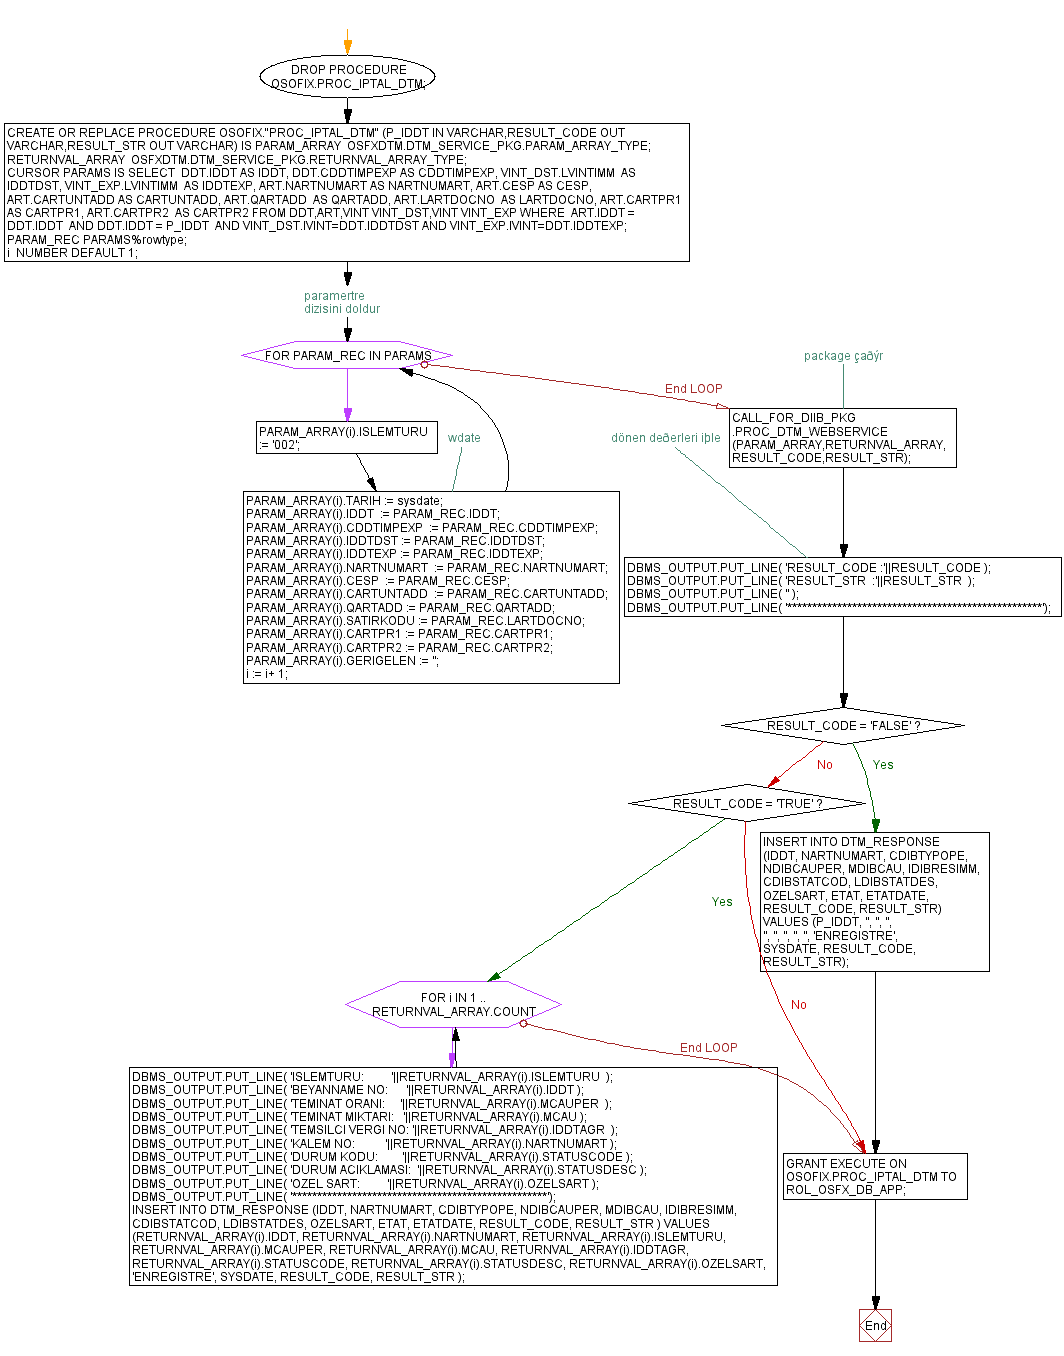 DROP PROCEDURE
OSOFIX.PROC_IPTAL_DTM;
CREATE OR REPLACE PROCEDURE OSOFIX."PROC_IPTAL_DTM" (P_IDDT IN VARCHAR,RESULT_CODE OUT
VARCHAR,RESULT_STR OUT VARCHAR) IS PARAM_ARRAY OSFXDTM.DTM_SERVICE_PKG.PARAM_ARRAY_TYPE;
RETURNVAL_ARRAY OSFXDTM.DTM_SERVICE_PKG.RETURNVAL_ARRAY_TYPE;
CURSOR PARAMS IS SELECT DDT.IDDT AS IDDT, DDT.CDDTIMPEXP AS CDDTIMPEXP, VINT_DST.LVINTIMM AS
IDDTDST, VINT_EXP.LVINTIMM AS IDDTEXP, ART.NARTNUMART AS NARTNUMART, ART.CESP AS CESP,
ART.CARTUNTADD AS CARTUNTADD, ART.QARTADD AS QARTADD, ART.LARTDOCNO AS LARTDOCNO, ART.CARTPR1
AS CARTPR1, ART.CARTPR2 AS CARTPR2 FROM DDT,ART,VINT VINT_DST,VINT VINT_EXP WHERE ART.IDDT =
DDT.IDDT AND DDT.IDDT = P_IDDT AND VINT_DST.IVINT=DDT.IDDTDST AND VINT_EXP.IVINT=DDT.IDDTEXP;
PARAM_REC PARAMS%rowtype;
i NUMBER DEFAULT 1;
paramertre
dizisini doldur
FOR PARAM_REC IN PARAMS
End LOOP
package çaðýr
PARAM_ARRAY(i).ISLEMTURU
:= '002';
wdate
dönen deðerleri iþle
CALL_FOR_DIIB_PKG
.PROC_DTM_WEBSERVICE
(PARAM_ARRAY,RETURNVAL_ARRAY,
RESULT_CODE,RESULT_STR);
PARAM_ARRAY(i).TARIH := sysdate;
PARAM_ARRAY(i).IDDT := PARAM_REC.IDDT;
PARAM_ARRAY(i).CDDTIMPEXP := PARAM_REC.CDDTIMPEXP;
PARAM_ARRAY(i).IDDTDST := PARAM_REC.IDDTDST;
PARAM_ARRAY(i).IDDTEXP := PARAM_REC.IDDTEXP;
PARAM_ARRAY(i).NARTNUMART := PARAM_REC.NARTNUMART;
PARAM_ARRAY(i).CESP := PARAM_REC.CESP;
PARAM_ARRAY(i).CARTUNTADD := PARAM_REC.CARTUNTADD;
PARAM_ARRAY(i).QARTADD := PARAM_REC.QARTADD;
PARAM_ARRAY(i).SATIRKODU := PARAM_REC.LARTDOCNO;
PARAM_ARRAY(i).CARTPR1 := PARAM_REC.CARTPR1;
PARAM_ARRAY(i).CARTPR2 := PARAM_REC.CARTPR2;
PARAM_ARRAY(i).GERIGELEN := '';
i := i+ 1;
DBMS_OUTPUT.PUT_LINE( 'RESULT_CODE :'||RESULT_CODE );
DBMS_OUTPUT.PUT_LINE( 'RESULT_STR :'||RESULT_STR );
DBMS_OUTPUT.PUT_LINE( '' );
DBMS_OUTPUT.PUT_LINE( '***************************************************');
RESULT_CODE = 'FALSE' ?
No
Yes
RESULT_CODE = 'TRUE' ?
INSERT INTO DTM_RESPONSE
(IDDT, NARTNUMART, CDIBTYPOPE,
NDIBCAUPER, MDIBCAU, IDIBRESIMM,
CDIBSTATCOD, LDIBSTATDES,
OZELSART, ETAT, ETATDATE,
RESULT_CODE, RESULT_STR)
VALUES (P_IDDT, '', '', '',
'', '', '', '', '', 'ENREGISTRE',
SYSDATE, RESULT_CODE,
RESULT_STR);
Yes
No
FOR i IN 1 ..
RETURNVAL_ARRAY.COUNT
End LOOP
DBMS_OUTPUT.PUT_LINE( 'ISLEMTURU: '||RETURNVAL_ARRAY(i).ISLEMTURU );
DBMS_OUTPUT.PUT_LINE( 'BEYANNAME NO: '||RETURNVAL_ARRAY(i).IDDT );
DBMS_OUTPUT.PUT_LINE( 'TEMINAT ORANI: '||RETURNVAL_ARRAY(i).MCAUPER );
DBMS_OUTPUT.PUT_LINE( 'TEMINAT MIKTARI: '||RETURNVAL_ARRAY(i).MCAU );
DBMS_OUTPUT.PUT_LINE( 'TEMSILCI VERGI NO: '||RETURNVAL_ARRAY(i).IDDTAGR );
DBMS_OUTPUT.PUT_LINE( 'KALEM NO: '||RETURNVAL_ARRAY(i).NARTNUMART );
DBMS_OUTPUT.PUT_LINE( 'DURUM KODU: '||RETURNVAL_ARRAY(i).STATUSCODE );
DBMS_OUTPUT.PUT_LINE( 'DURUM ACIKLAMASI: '||RETURNVAL_ARRAY(i).STATUSDESC );
DBMS_OUTPUT.PUT_LINE( 'OZEL SART: '||RETURNVAL_ARRAY(i).OZELSART );
DBMS_OUTPUT.PUT_LINE( '***************************************************');
INSERT INTO DTM_RESPONSE (IDDT, NARTNUMART, CDIBTYPOPE, NDIBCAUPER, MDIBCAU, IDIBRESIMM,
CDIBSTATCOD, LDIBSTATDES, OZELSART, ETAT, ETATDATE, RESULT_CODE, RESULT_STR ) VALUES
(RETURNVAL_ARRAY(i).IDDT, RETURNVAL_ARRAY(i).NARTNUMART, RETURNVAL_ARRAY(i).ISLEMTURU,
RETURNVAL_ARRAY(i).MCAUPER, RETURNVAL_ARRAY(i).MCAU, RETURNVAL_ARRAY(i).IDDTAGR,
RETURNVAL_ARRAY(i).STATUSCODE, RETURNVAL_ARRAY(i).STATUSDESC, RETURNVAL_ARRAY(i).OZELSART,
'ENREGISTRE', SYSDATE, RESULT_CODE, RESULT_STR );
GRANT EXECUTE ON
OSOFIX.PROC_IPTAL_DTM TO
ROL_OSFX_DB_APP;
End